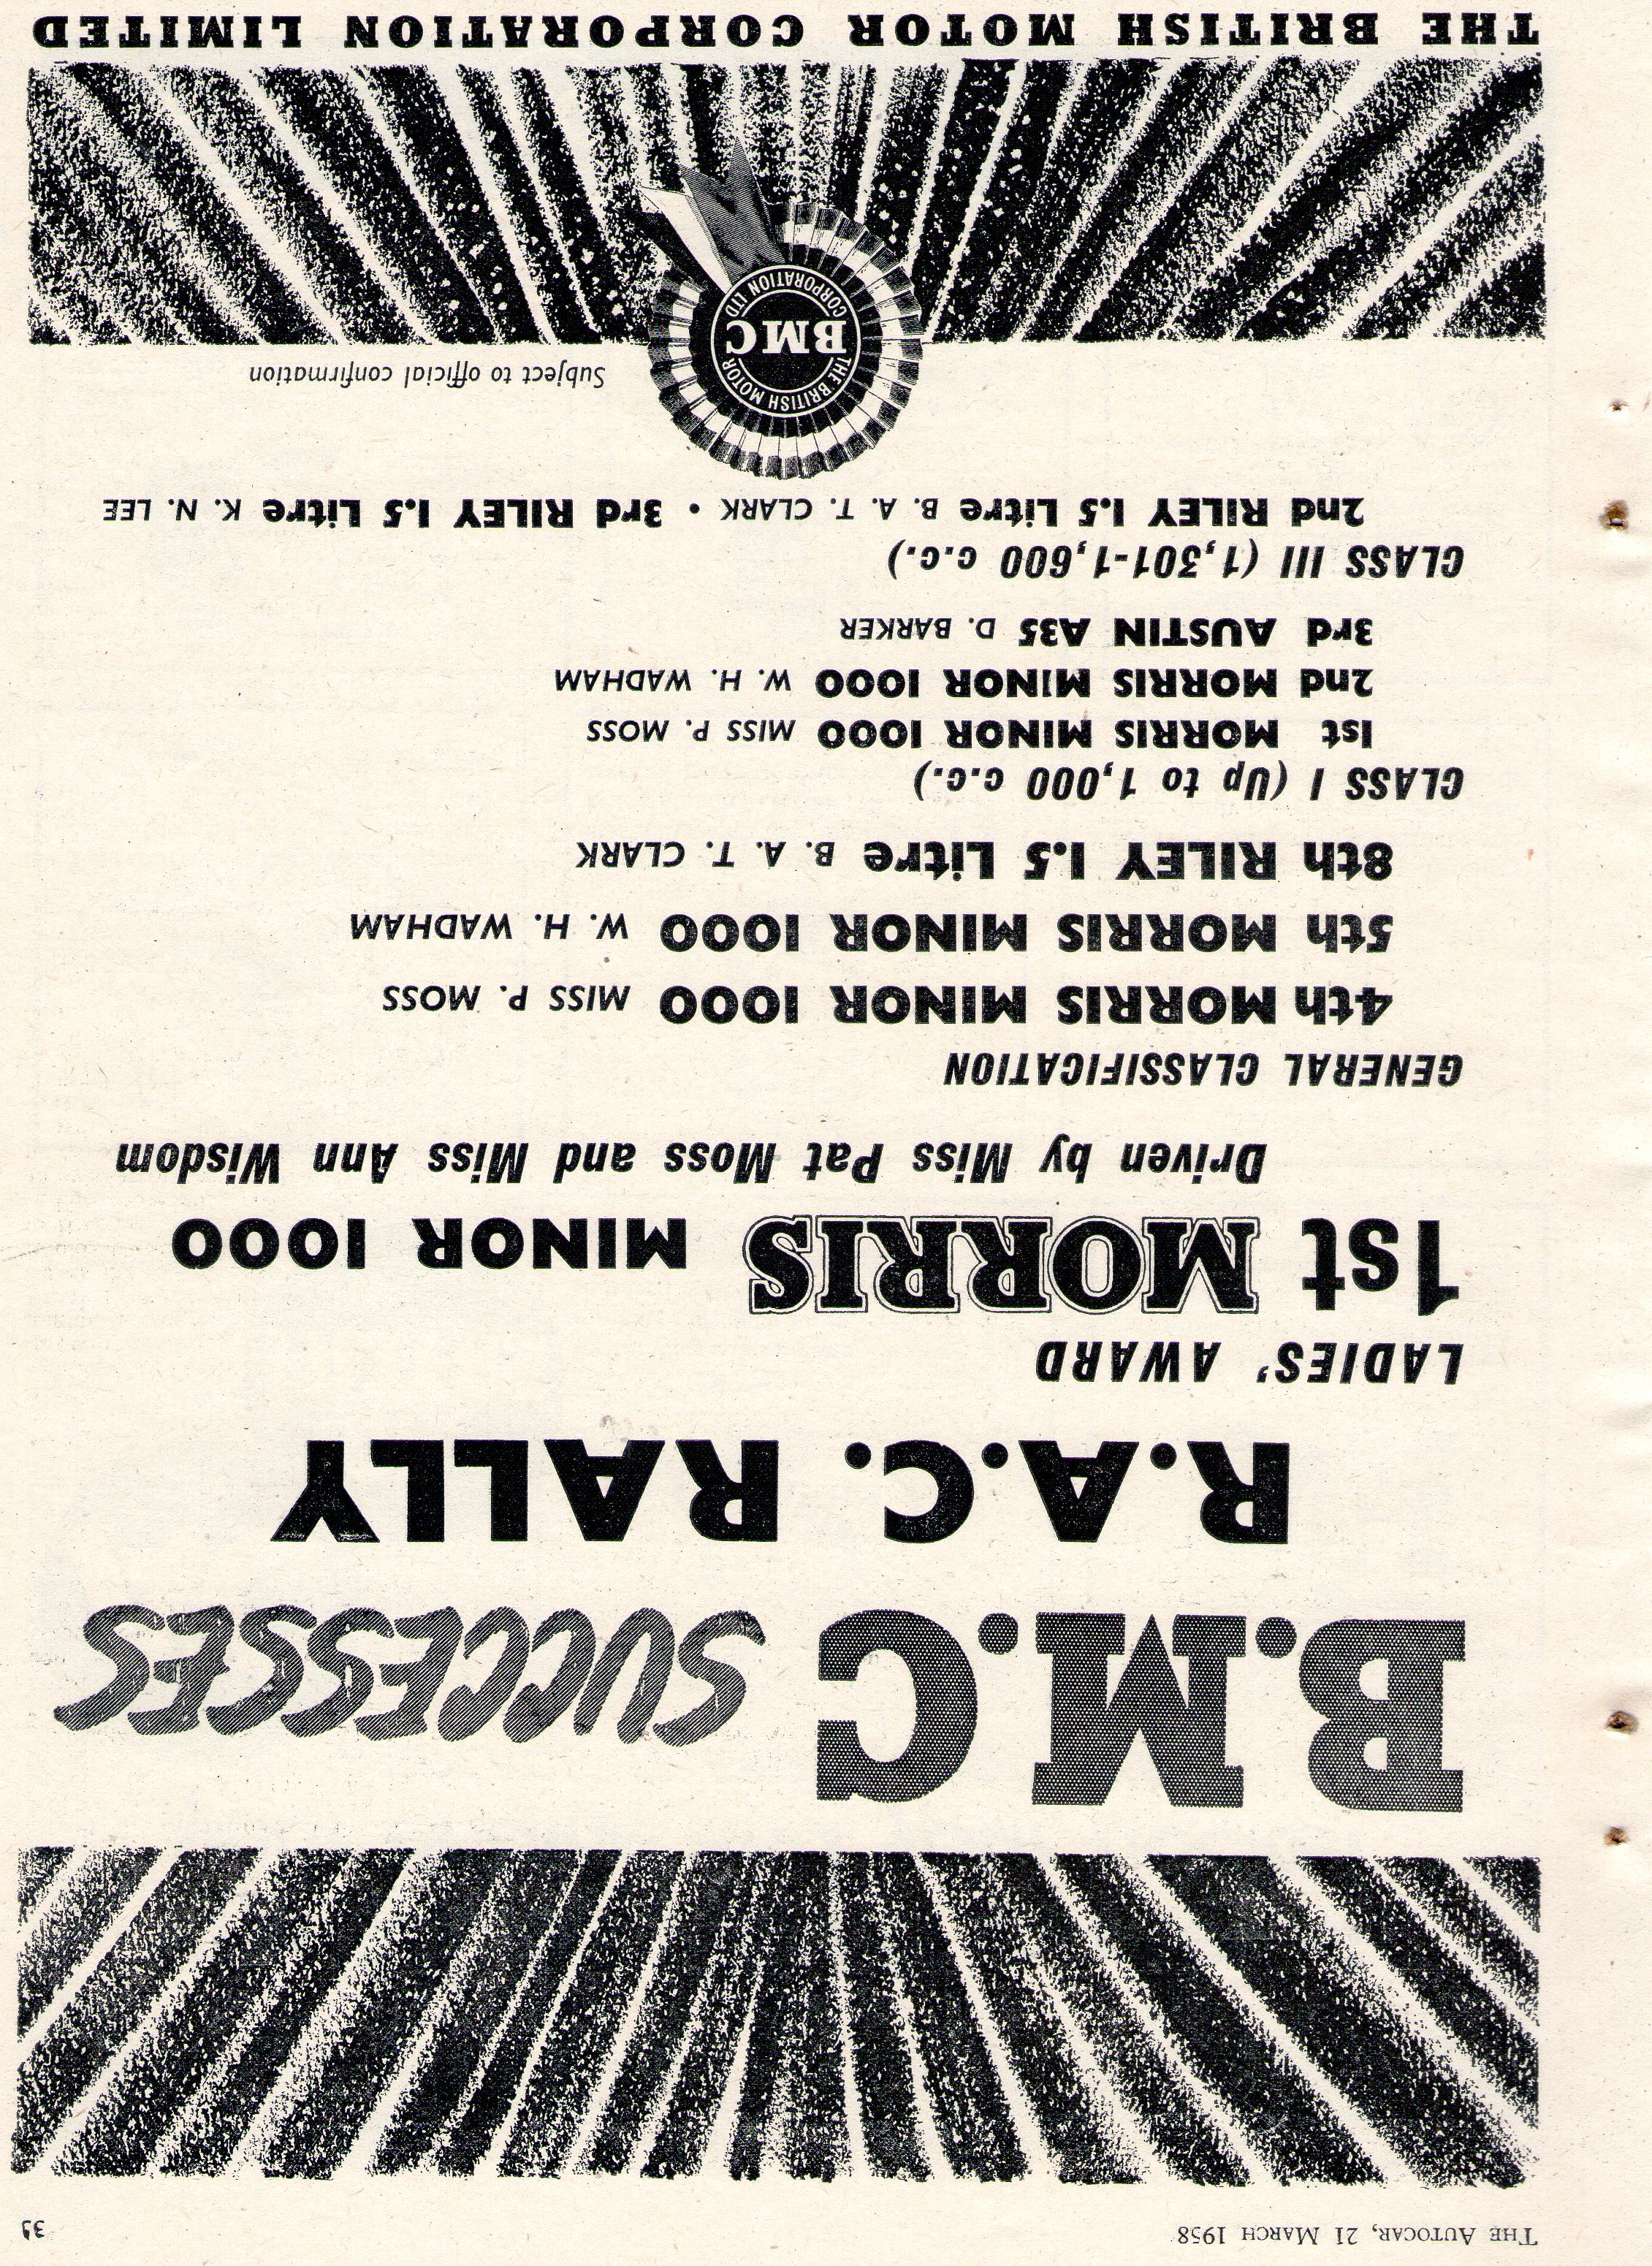 THE AUTOCAR, 21 MARCH 1958
B.M.C SUCCESSES
R.A.C. RALLY
LADIES' AWARD
1st MORRIS MINOR 1000
Driven by Miss Pat Moss and Miss Ann Wisdom
GENERAL CLASSIFICATION
4th MORRIS MINOR 1000 MISS P. MOSS
5th MORRIS MINOR 1000 W. H. WADHAM
8th RILEY 1.5 Litre B. A. T. CLARK
CLASS I (Up to 1,000 c.c.)
1st MORRIS MINOR 1000 MISS P. MOSS
2nd MORRIS MINOR 1000 W. H. WADHAM
3rd AUSTIN A35 D. BARKER
CLASS III (1,301-1,600 c.c.)
2nd RILEY 1.5 Litre B. A. T. CLARK • 3rd RILEY 1.5 Litre K. N. LEE
THE BRITISH MOTOR
BMC
CORPORATION LTD
Subject to official confirmation
THE BRITISH MOTOR CORPORATION LIMITED